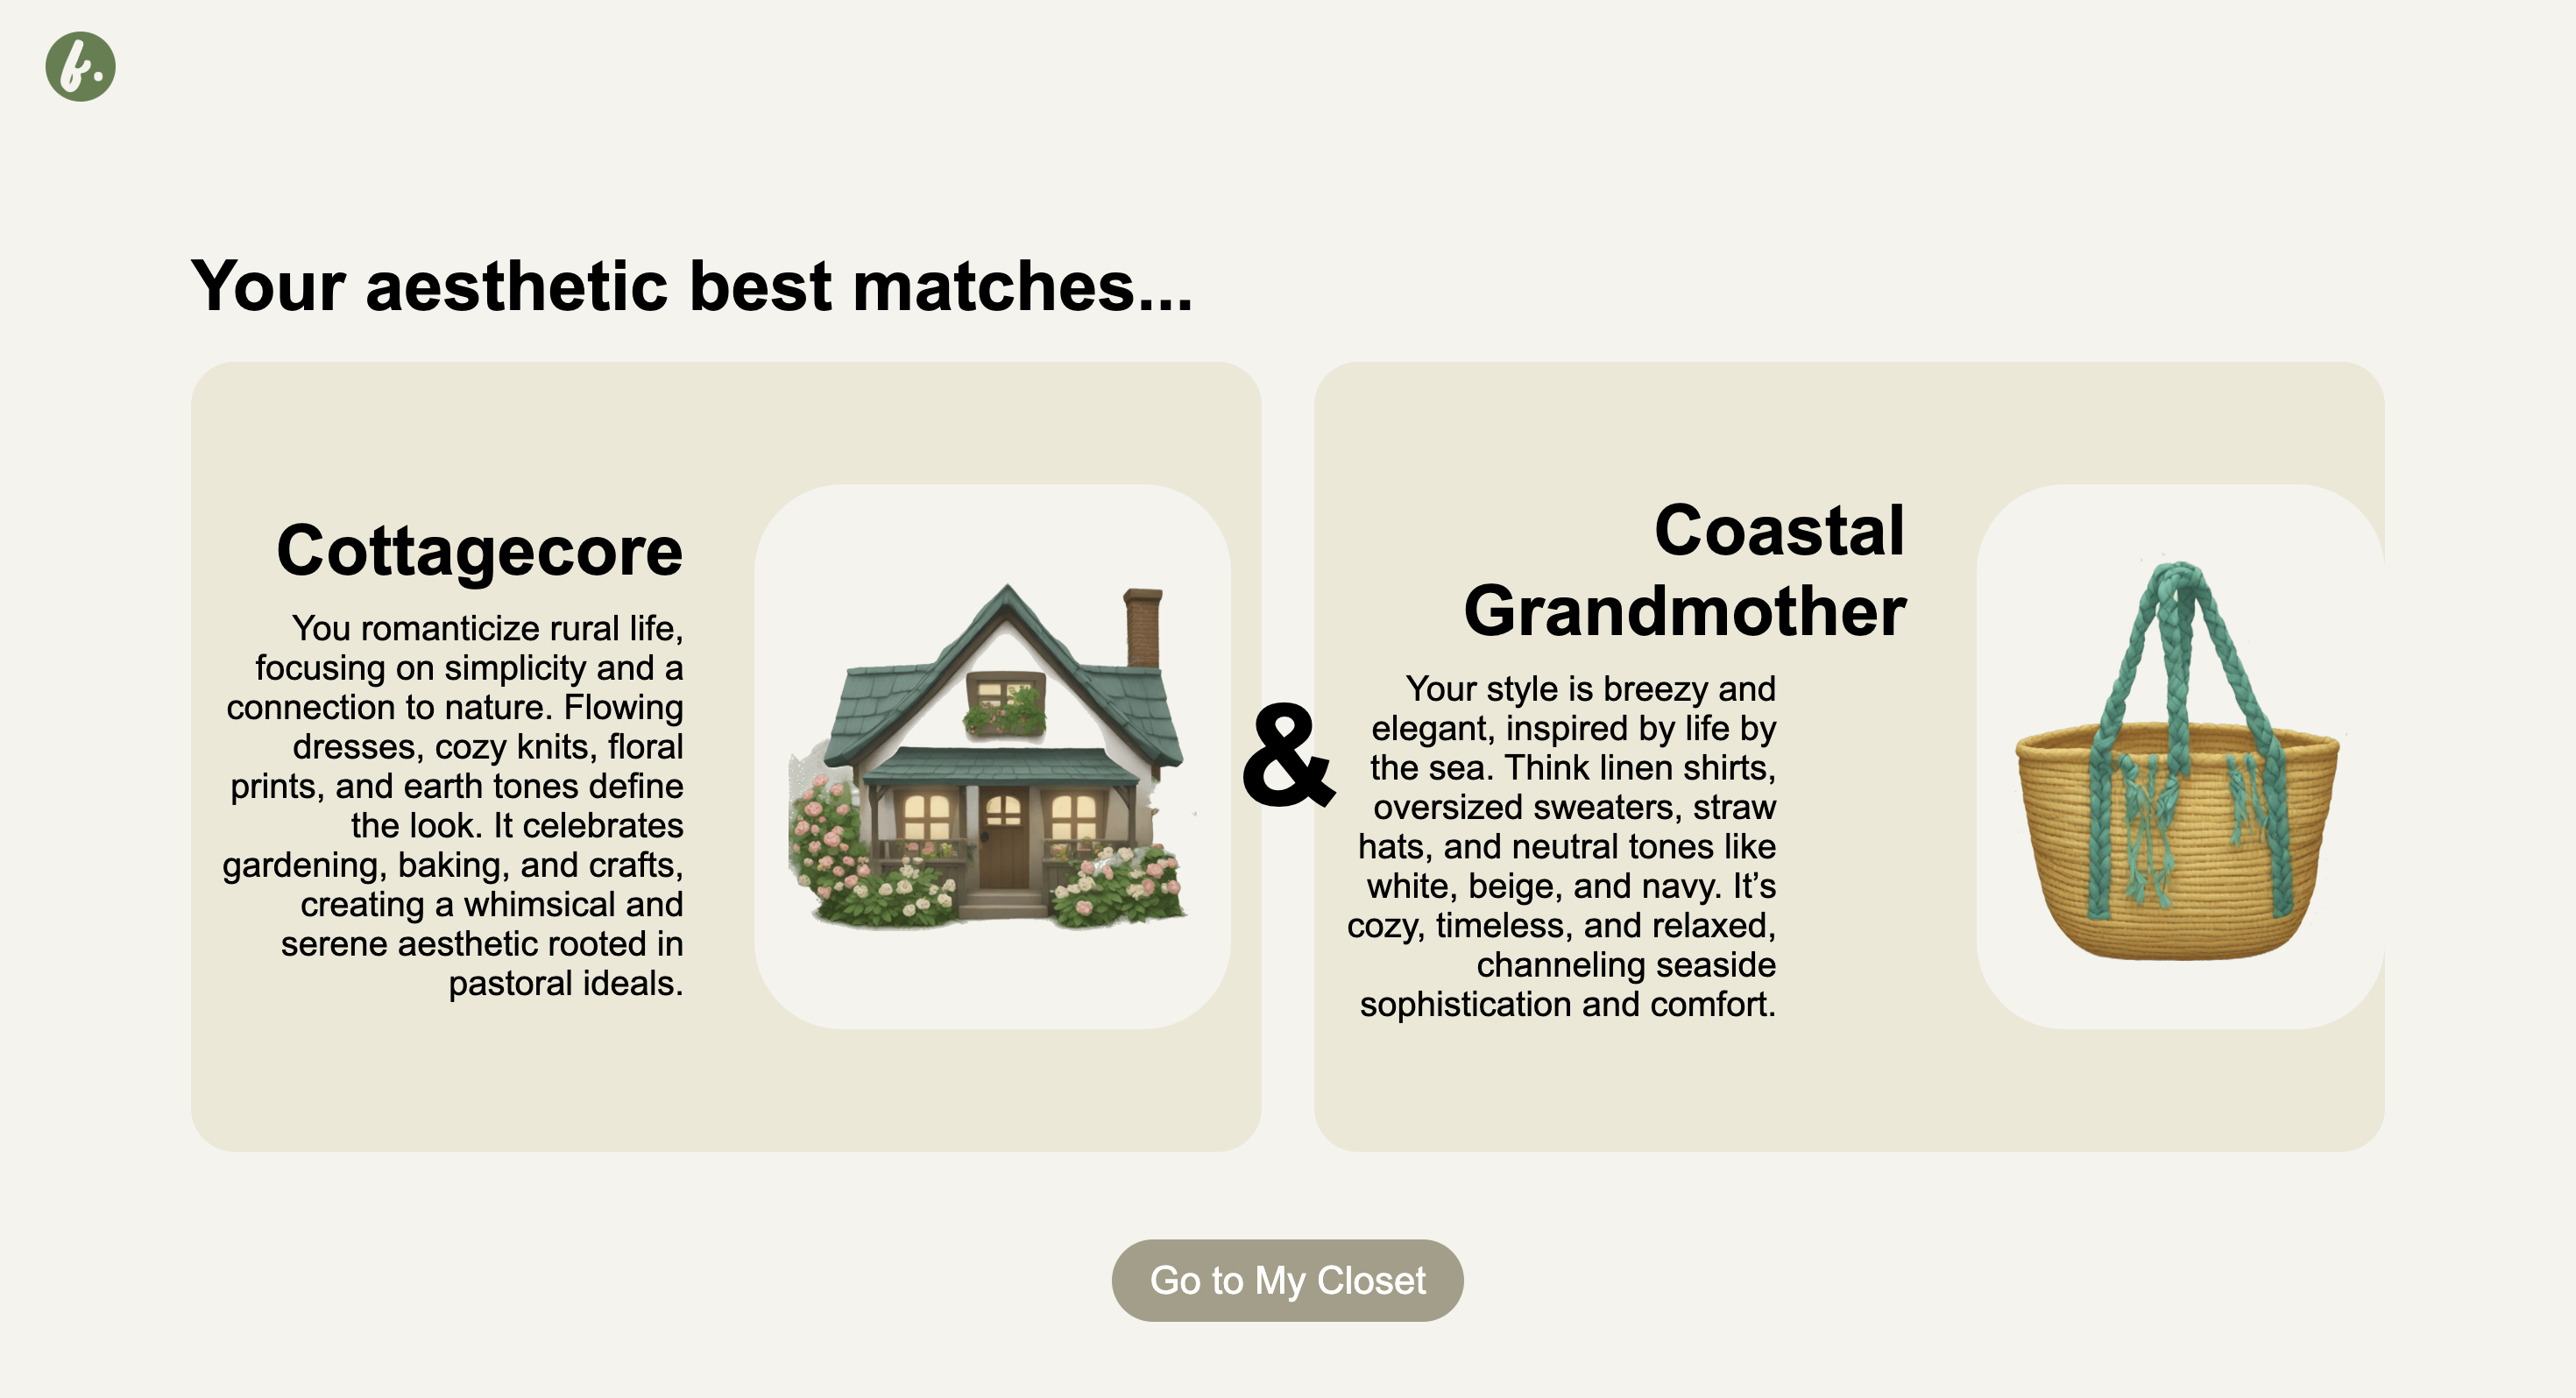 f.
Your aesthetic best matches...
Cottagecore
You romanticize rural life,
focusing on simplicity and a
connection to nature. Flowing
dresses, cozy knits, floral
prints, and earth tones define
the look. It celebrates
gardening, baking, and crafts,
creating a whimsical and
serene aesthetic rooted in
pastoral ideals.
&
Coastal
Grandmother
Your style is breezy and
elegant, inspired by life by
the sea. Think linen shirts,
oversized sweaters, straw
hats, and neutral tones like
white, beige, and navy. It’s
cozy, timeless, and relaxed,
channeling seaside
sophistication and comfort.
Go to My Closet